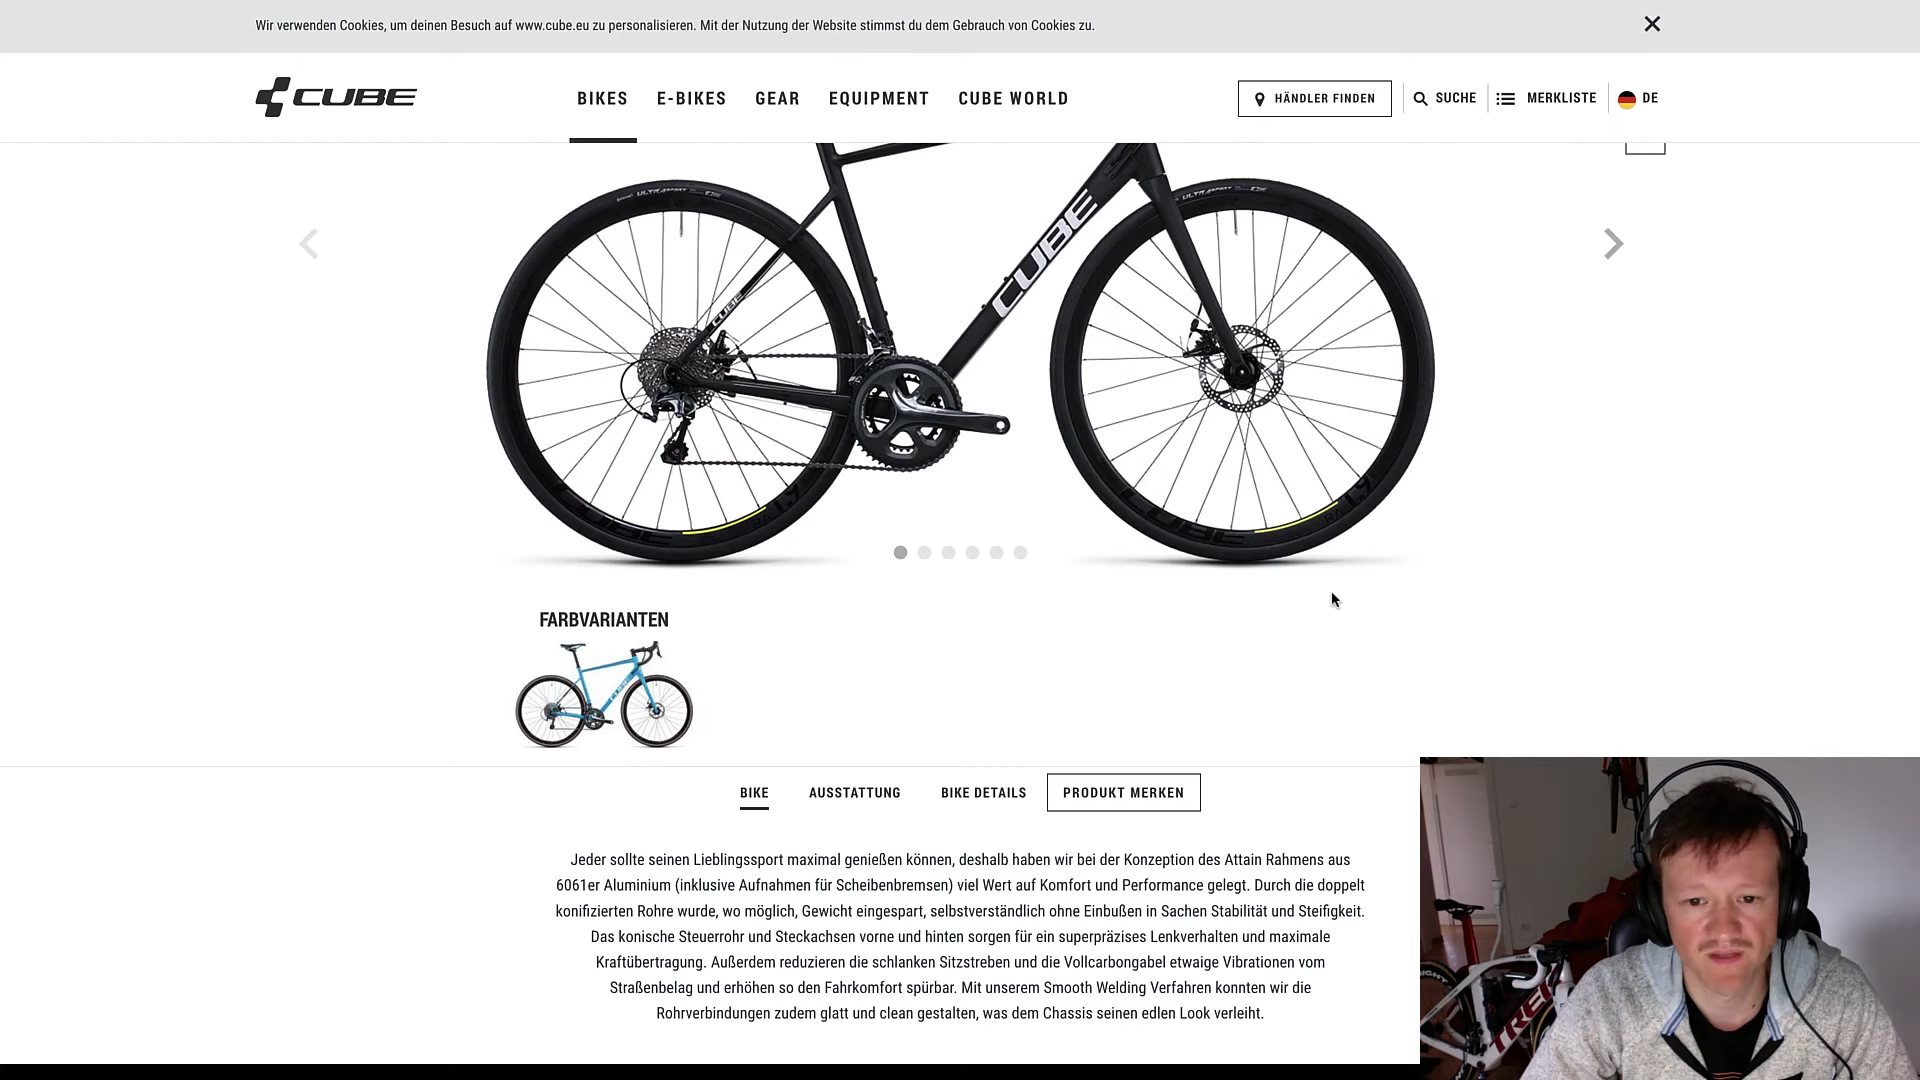 Wir verwenden Cookies, um deinen Besuch auf www.cube.eu zu personalisieren. Mit der Nutzung der Website stimmst du dem Gebrauch von Cookies zu.
CUBE
BIKES
E-BIKES
GEAR
EQUIPMENT
CUBE WORLD
HÄNDLER FINDEN
SUCHE
MERKLISTE
DE
ULTRASPORT
ULTRASPORT
CUBE
CUBE
CUBE
CUBE
FARBVARIANTEN
BIKE
AUSSTATTUNG
BIKE DETAILS
PRODUKT MERKEN
Jeder sollte seinen Lieblingssport maximal genießen können, deshalb haben wir bei der Konzeption des Attain Rahmens aus
6061er Aluminium (inklusive Aufnahmen für Scheibenbremsen) viel Wert auf Komfort und Performance gelegt. Durch die doppelt
konifizierten Rohre wurde, wo möglich, Gewicht eingespart, selbstverständlich ohne Einbußen in Sachen Stabilität und Steifigkeit.
Das konische Steuerrohr und Steckachsen vorne und hinten sorgen für ein superpräzises Lenkverhalten und maximale
Kraftübertragung. Außerdem reduzieren die schlanken Sitzstreben und die Vollcarbongabel etwaige Vibrationen vom
Straßenbelag und erhöhen so den Fahrkomfort spürbar. Mit unserem Smooth Welding Verfahren konnten wir die
Rohrverbindungen zudem glatt und clean gestalten, was dem Chassis seinen edlen Look verleiht.
TREK